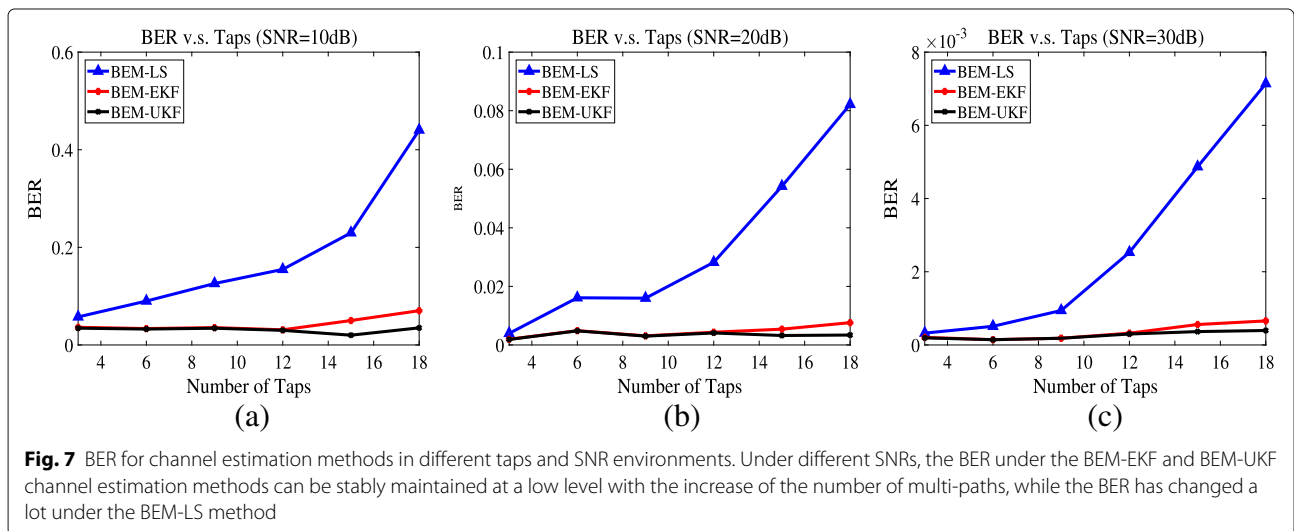 BER v.s. Taps (SNR=10dB)
0.6
0.4
0.2
0
BER
BEM-LS
BEM-EKF
BEM-UKF
4 6 8 10 12 14 16 18
Number of Taps
(a)
BER v.s. Taps (SNR=20dB)
0.1
0.08
0.06
0.04
0.02
0
BER
BEM-LS
BEM-EKF
BEM-UKF
4 6 8 10 12 14 16 18
Number of Taps
(b)
×10⁻³ BER v.s. Taps (SNR=30dB)
8
6
4
2
0
BER
BEM-LS
BEM-EKF
BEM-UKF
4 6 8 10 12 14 16 18
Number of Taps
(c)
Fig. 7 BER for channel estimation methods in different taps and SNR environments. Under different SNRs, the BER under the BEM-EKF and BEM-UKF
channel estimation methods can be stably maintained at a low level with the increase of the number of multi-paths, while the BER has changed a
lot under the BEM-LS method